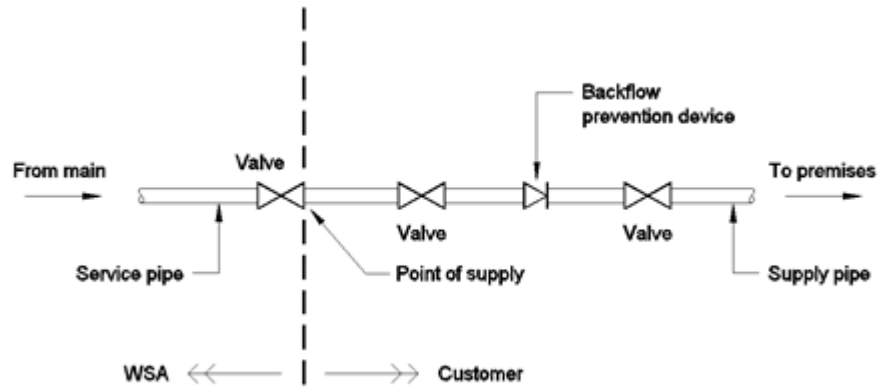 Backflow
prevention device
From main
Valve
To premises
Valve
Valve
Service pipe
Point of supply
Supply pipe
WSA
Customer